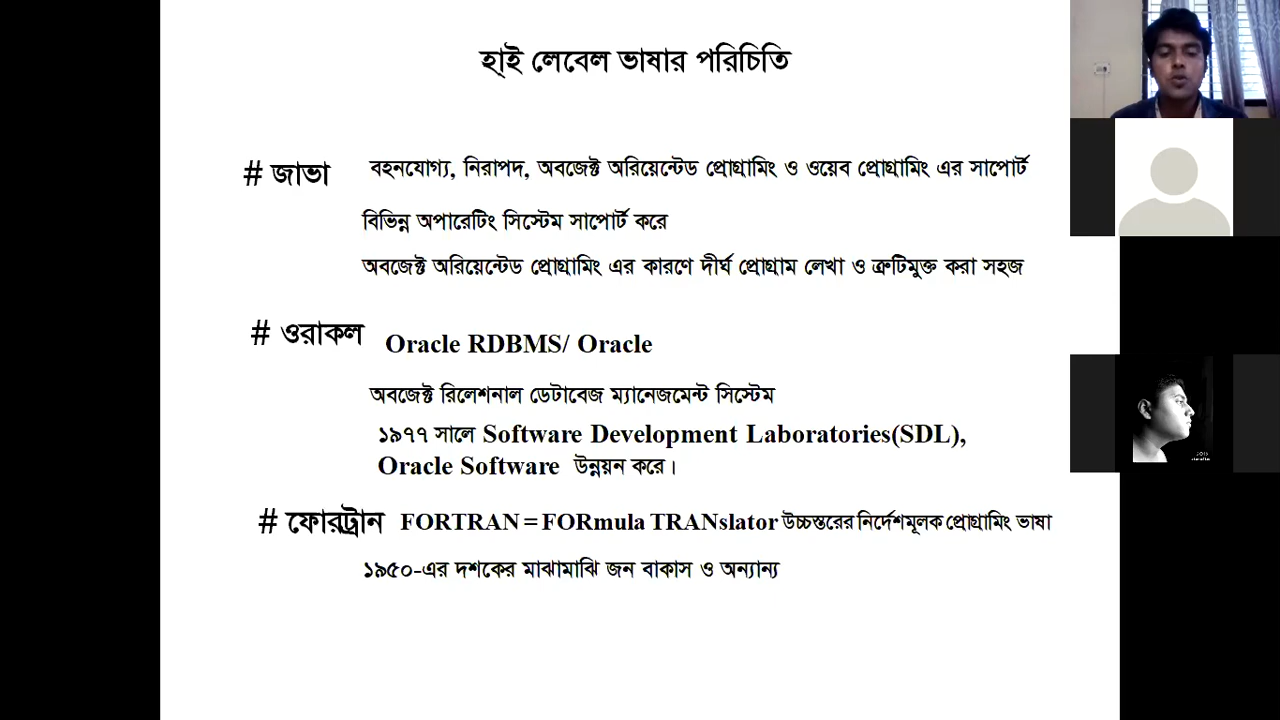 হাই লেবেল ভাষার পরিচিতি
# জাভা বহনযোগ্য, নিরাপদ, অবজেক্ট অরিয়েন্টেড প্রোগ্রামিং ও ওয়েব প্রোগ্রামিং এর সাপোর্ট
বিভিন্ন অপারেটিং সিস্টেম সাপোর্ট করে
অবজেক্ট অরিয়েন্টেড প্রোগ্রামিং এর কারণে দীর্ঘ প্রোগ্রাম লেখা ও ত্রুটিমুক্ত করা সহজ
# ওরাকল Oracle RDBMS/ Oracle
অবজেক্ট রিলেশনাল ডেটাবেজ ম্যানেজমেন্ট সিস্টেম
১৯৭৭ সালে Software Development Laboratories(SDL),
Oracle Software উন্নয়ন করে।
# ফোরট্রান FORTRAN = FORmula TRANslator উচ্চস্তরের নির্দেশমূলক প্রোগ্রামিং ভাষা
১৯৫০-এর দশকের মাঝামাঝি জন বাকাস ও অন্যান্য